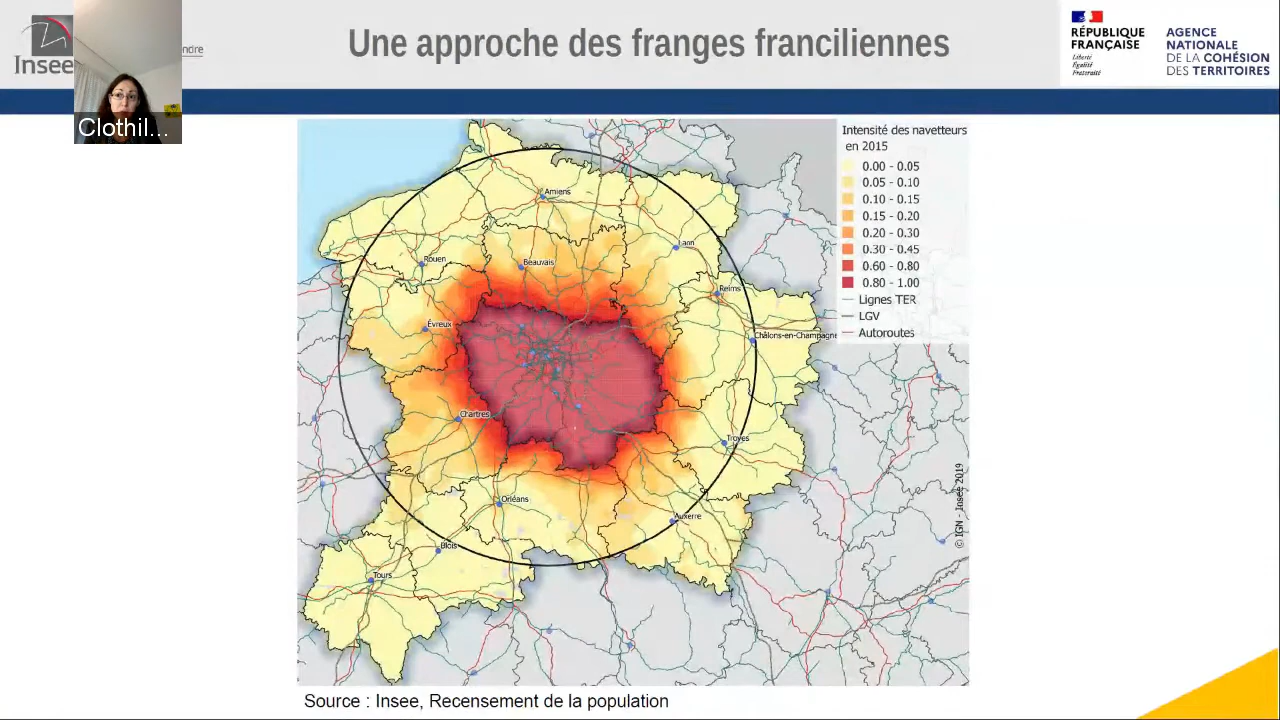 Insee
ndre
Clothil...
Une approche des franges franciliennes
RÉPUBLIQUE
FRANÇAISE
Liberté
Égalité
Fraternité
AGENCE
NATIONALE
DE LA COHÉSION
DES TERRITOIRES
Intensité des navetteurs
en 2015
0.00 - 0.05
0.05 - 0.10
0.10 - 0.15
0.15 - 0.20
0.20 - 0.30
0.30 - 0.45
0.60 - 0.80
0.80 - 1.00
Lignes TER
LGV
Autoroutes
Amiens
Laon
Rouen
Beauvais
Reims
Évreux
Châlons-en-Champagne
Chartres
Troyes
Orléans
Auxerre
Blois
Tours
© IGN - Insee 2019
Source : Insee, Recensement de la population